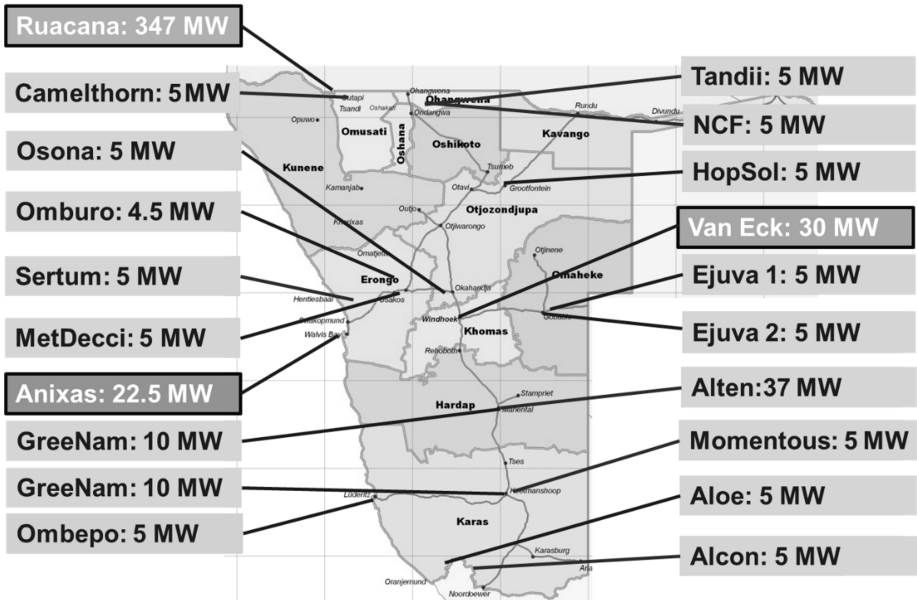 Ruacana: 347 MW
Camelthorn: 5MW
Osona: 5 MW
Omburo: 4.5 MW
Sertum: 5 MW
MetDecci: 5 MW
Anixas: 22.5 MW
GreeNam: 10 MW
GreeNam: 10 MW
Ombepo: 5 MW
Tandii: 5 MW
NCF: 5 MW
HopSol: 5 MW
Van Eck: 30 MW
Ejuva 1: 5 MW
Ejuva 2: 5 MW
Alten:37 MW
Momentous: 5 MW
Aloe: 5 MW
Alcon: 5 MW
Ohangwena
Outapi
Ohangwena
Tsandi
Oshakati
Ondangwa
Rundu
Divundu
Opuwo
Omusati
Oshana
Oshikoto
Kavango
Kunene
Tsumeb
Kamanjab
Otavi
Grootfontein
Outjo
Otjozondjupa
Khorixas
Otjiwarongo
Omatjete
Otjinene
Erongo
Omaheke
Hentiesbaai
Usakos
Okahandja
Swakopmund
Windhoek
Gobabis
Walvis Bay
Khomas
Rehoboth
Stampriet
Hardap
Mariental
Tses
Luderitz
Keetmanshoop
Karas
Karasburg
Oranjemund
Noordoewer